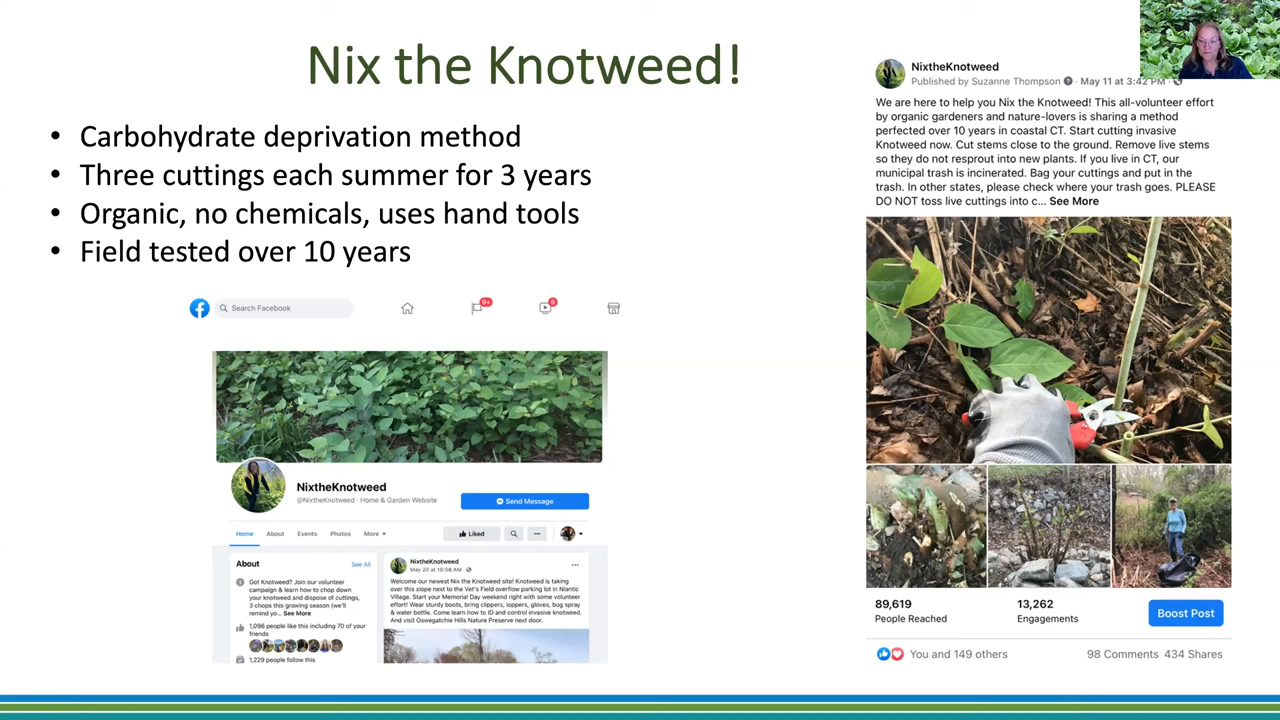 Nix the Knotweed!
• Carbohydrate deprivation method
• Three cuttings each summer for 3 years
• Organic, no chemicals, uses hand tools
• Field tested over 10 years
Search Facebook
9+
6
NixtheKnotweed
@NixtheKnotweed · Home & Garden Website
Send Message
Home
About
Events
Photos
More
Liked
About
See All
Got Knotweed? Join our volunteer
campaign & learn how to chop down
your knotweed and dispose of cuttings,
3 chops this growing season (we'll
remind yo... See More
1,096 people like this including 70 of your
friends
1,229 people follow this
NixtheKnotweed
May 20 at 10:58 AM ·
Welcome our newest Nix the Knotweed site! Knotweed is taking
over this slope next to the Vet's Field overflow parking lot in Niantic
Village. Start your Memorial Day weekend right with some volunteer
effort! Wear sturdy boots, bring clippers, loppers, gloves, bug spray
& water bottle. Come learn how to ID and control invasive knotweed.
And visit Oswegatchie Hills Nature Preserve next door.
NixtheKnotweed
Published by Suzanne Thompson · May 11 at 3:42 PM ·
We are here to help you Nix the Knotweed! This all-volunteer effort
by organic gardeners and nature-lovers is sharing a method
perfected over 10 years in coastal CT. Start cutting invasive
Knotweed now. Cut stems close to the ground. Remove live stems
so they do not resprout into new plants. If you live in CT, our
municipal trash is incinerated. Bag your cuttings and put in the
trash. In other states, please check where your trash goes. PLEASE
DO NOT toss live cuttings into c... See More
89,619
People Reached
13,262
Engagements
Boost Post
You and 149 others
98 Comments
434 Shares